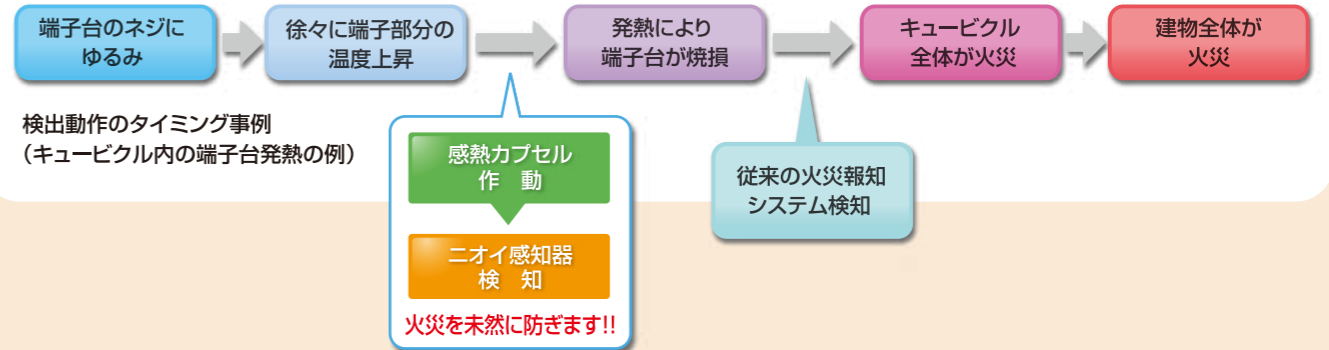 端子台のネジに
ゆるみ
徐々に端子部分の
温度上昇
発熱により
端子台が焼損
キュービクル
全体が火災
建物全体が
火災
検出動作のタイミング事例
（キュービクル内の端子台発熱の例）
感熱カプセル
作　動
ニオイ感知器
検　知
火災を未然に防ぎます!!
従来の火災報知
システム検知